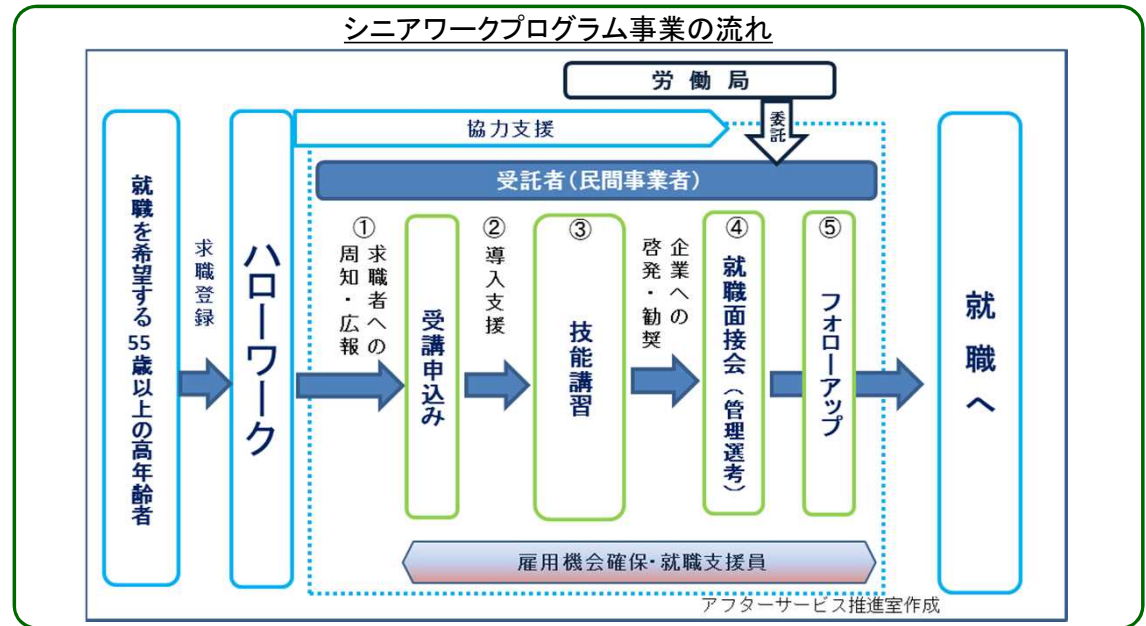 シニアワークプログラム事業の流れ
労働局
委託
協力支援
受託者(民間事業者)
就職を希望する55歳以上の高年齢者
求職登録
ハローワーク
①
求職者への
周知・広報
受講申込み
②
導入支援
③
技能講習
企業への
啓発・勧奨
④
就職面接会(管理選考)
⑤
フォローアップ
就職へ
雇用機会確保・就職支援員
アフターサービス推進室作成